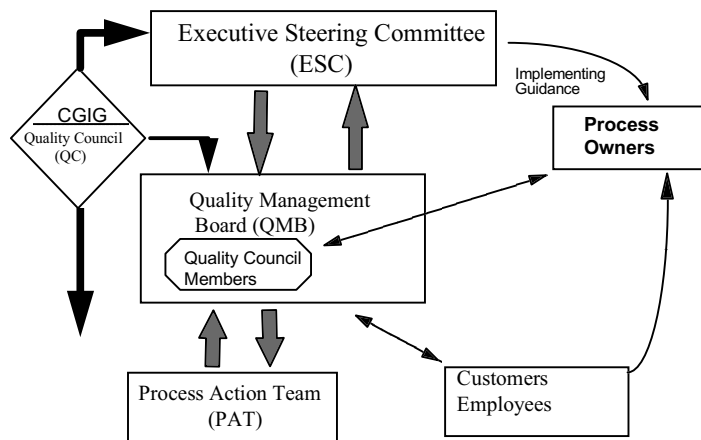 Executive Steering Committee
(ESC)
Implementing
Guidance
CGIG
Quality Council
(QC)
Process
Owners
Quality Management
Board (QMB)
Quality Council
Members
Process Action Team
(PAT)
Customers
Employees